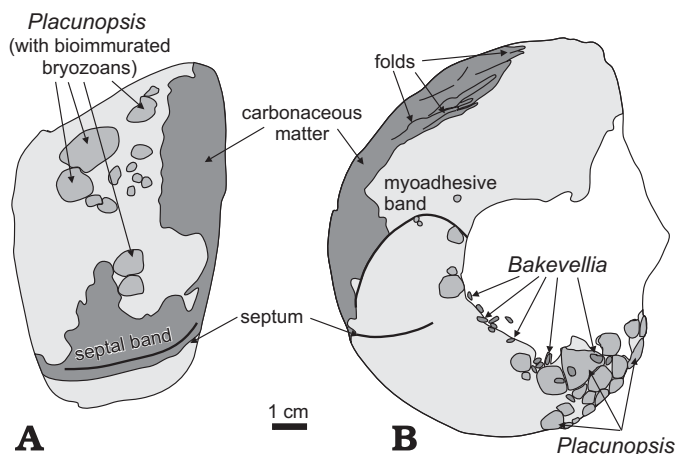 Placunopsis
(with bioimmurated
bryozoans)
folds
carbonaceous
matter
myoadhesive
band
Bakevellia
septum
septal band
1 cm
A
B
Placunopsis